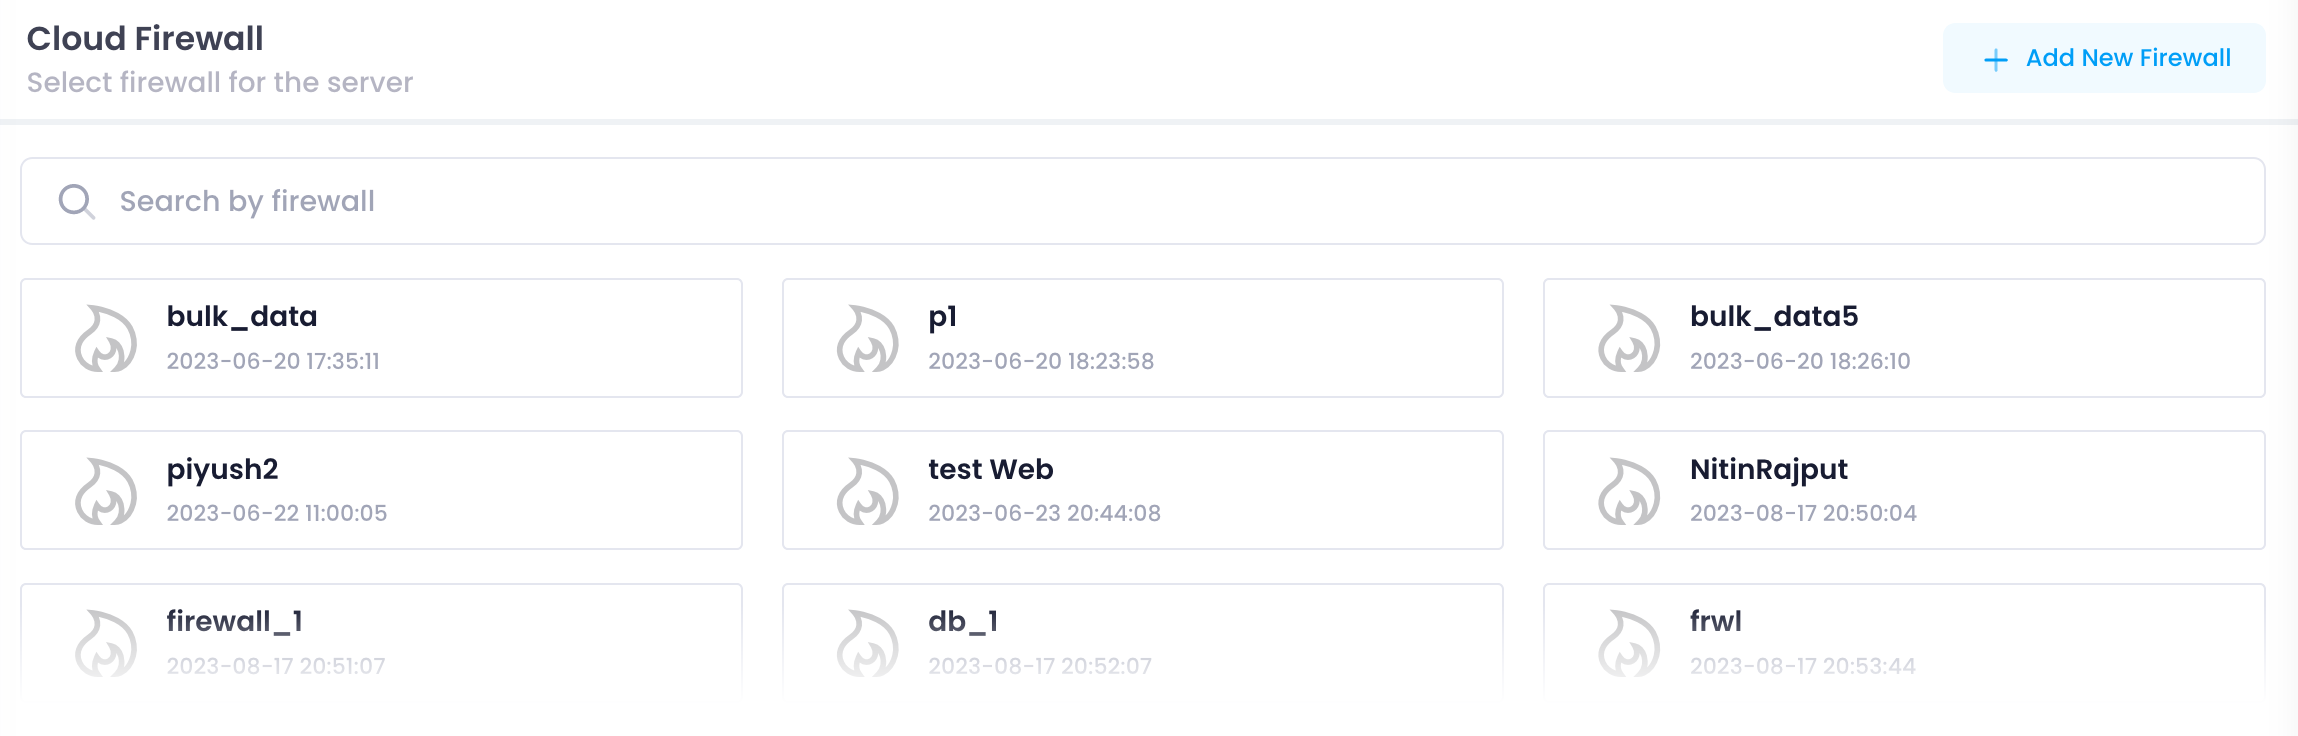 Cloud Firewall
Select firewall for the server
Add New Firewall
Search by firewall
bulk_data
2023-06-20 17:35:11
p1
2023-06-20 18:23:58
bulk_data5
2023-06-20 18:26:10
piyush2
2023-06-22 11:00:05
test Web
2023-06-23 20:44:08
NitinRajput
2023-08-17 20:50:04
firewall_1
2023-08-17 20:51:07
db_1
2023-08-17 20:52:07
frwl
2023-08-17 20:53:44